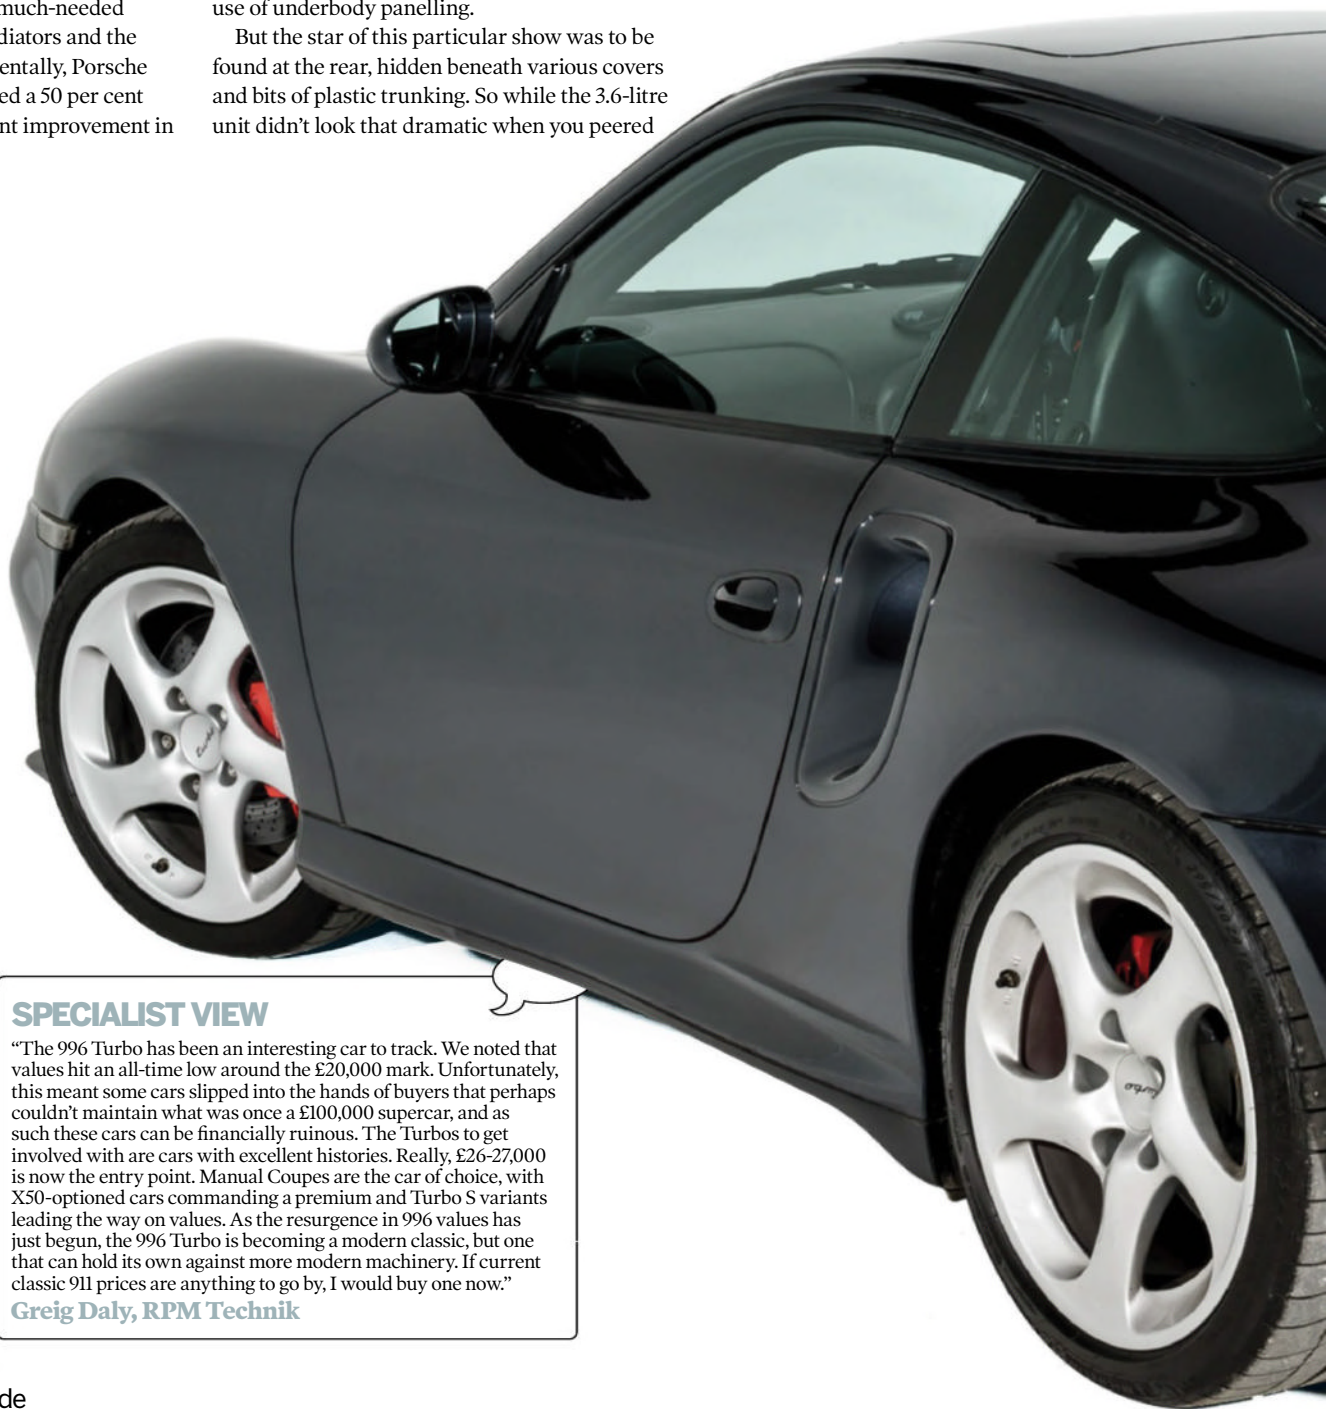 much-needed
diators and the
entally, Porsche
ed a 50 per cent
nt improvement in
use of underbody panelling.
But the star of this particular show was to be
found at the rear, hidden beneath various covers
and bits of plastic trunking. So while the 3.6-litre
unit didn’t look that dramatic when you peered
turbo
turbo
SPECIALIST VIEW
“The 996 Turbo has been an interesting car to track. We noted that
values hit an all-time low around the £20,000 mark. Unfortunately,
this meant some cars slipped into the hands of buyers that perhaps
couldn’t maintain what was once a £100,000 supercar, and as
such these cars can be financially ruinous. The Turbos to get
involved with are cars with excellent histories. Really, £26-27,000
is now the entry point. Manual Coupes are the car of choice, with
X50-optioned cars commanding a premium and Turbo S variants
leading the way on values. As the resurgence in 996 values has
just begun, the 996 Turbo is becoming a modern classic, but one
that can hold its own against more modern machinery. If current
classic 911 prices are anything to go by, I would buy one now.”
Greig Daly, RPM Technik
de